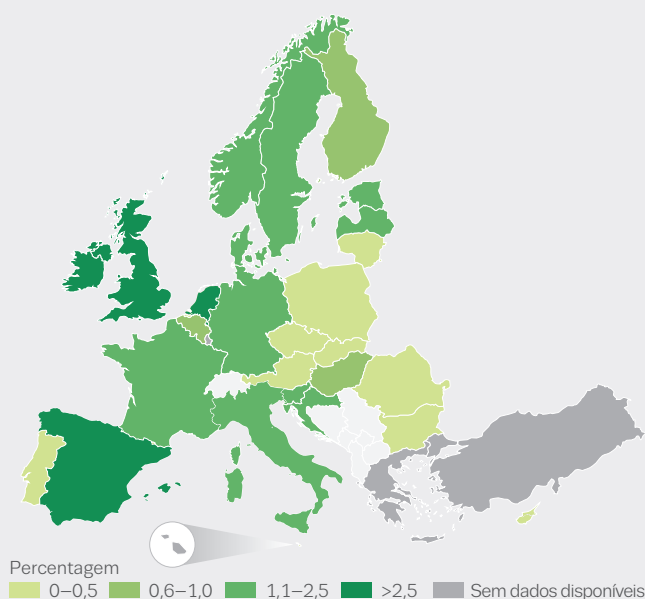 Percentagem
0–0,5 0,6–1,0 1,1–2,5 >2,5 Sem dados disponíveis